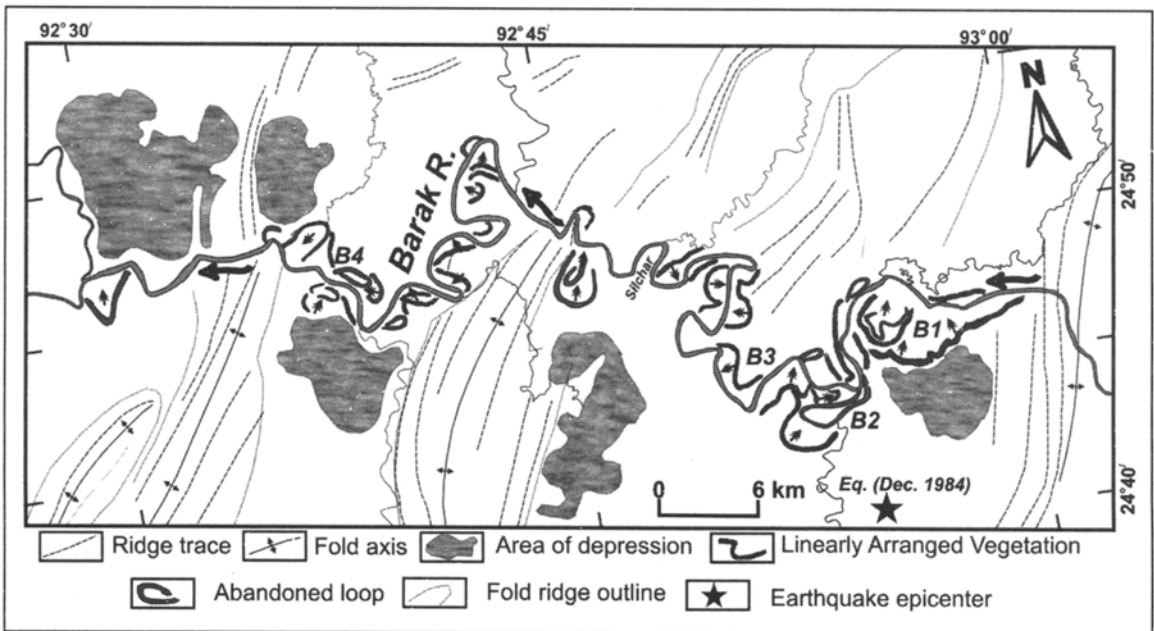 92° 30′
92° 45′
93° 00′
N
24° 50′
24° 40′
Barak R.
B4
Silchar
B1
B3
B2
0 6 km
Eq. (Dec. 1984)
Ridge trace
Fold axis
Area of depression
Linearly Arranged Vegetation
Abandoned loop
Fold ridge outline
Earthquake epicenter